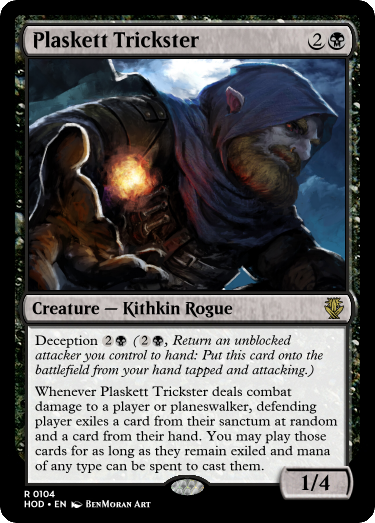 Plaskett Trickster 2
Creature — Kithkin Rogue
Deception 2 ( 2 , Return an unblocked
attacker you control to hand: Put this card onto the
battlefield from your hand tapped and attacking.)
Whenever Plaskett Trickster deals combat
damage to a player or planeswalker, defending
player exiles a card from their sanctum at random
and a card from their hand. You may play those
cards for as long as they remain exiled and mana
of any type can be spent to cast them.
1/4
R 0104
HOD • EN BenMoran Art